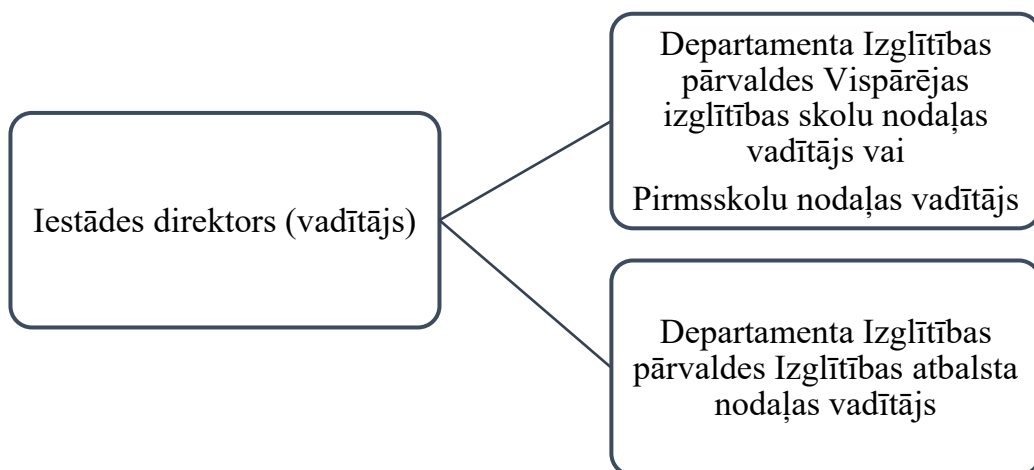 Iestādes direktors (vadītājs)
Departamenta Izglītības
pārvaldes Vispārējas
izglītības skolu nodaļas
vadītājs vai
Pirmsskolu nodaļas vadītājs
Departamenta Izglītības
pārvaldes Izglītības atbalsta
nodaļas vadītājs